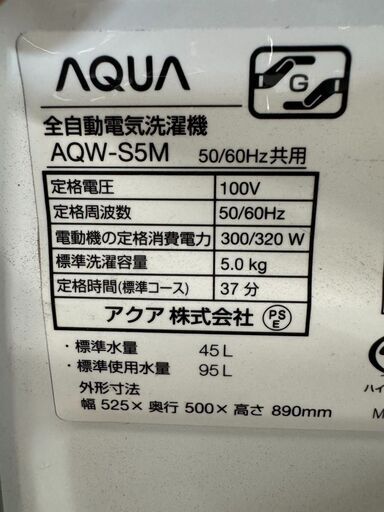 AQUA
G
全自動電気洗濯機
AQW-S5M 50/60Hz共用
定格電圧 100V
定格周波数 50/60Hz
電動機の定格消費電力 300/320 W
標準洗濯容量 5.0 kg
定格時間(標準コース) 37 分
アクア 株式会社 PSE
・標準水量 45 L
・標準使用水量 95 L
外形寸法
幅 525× 奥行 500× 高さ 890mm
ハイ
M